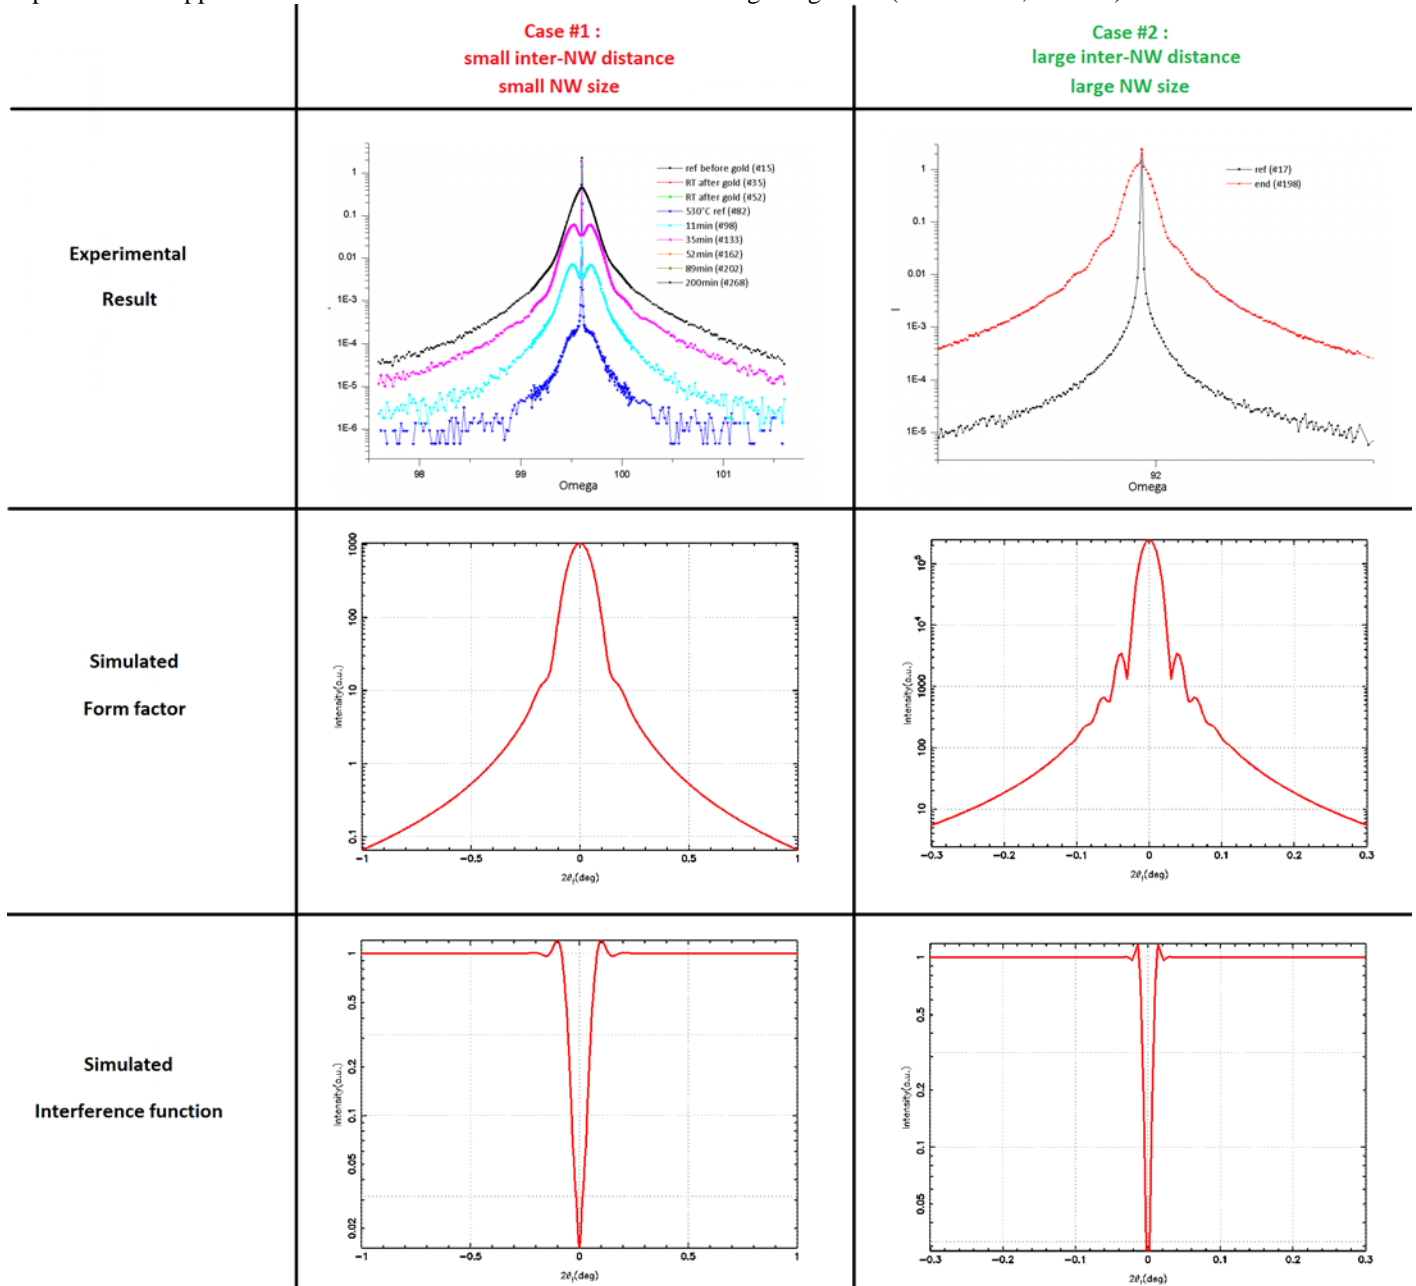 Case #1 :
small inter-NW distance
small NW size
Case #2 :
large inter-NW distance
large NW size
Experimental
Result
1
0.1
0.01
1E-3
1E-4
1E-5
1E-6
98
99
100
101
Omega
ref before gold (#15)
RT after gold (#35)
RT after gold (#52)
530°C ref (#82)
11min (#98)
35min (#133)
52min (#162)
89min (#202)
200min (#268)
1
0.1
0.01
1E-3
1E-4
1E-5
92
Omega
ref (#17)
end (#198)
Simulated
Form factor
Intensity(a.u.)
1000
100
10
1
0.1
-1
-0.5
0
0.5
1
2θf(deg)
Intensity(a.u.)
10⁵
10⁴
1000
100
10
-0.3
-0.2
-0.1
0
0.1
0.2
0.3
2θf(deg)
Simulated
Interference function
Intensity(a.u.)
1
0.5
0.2
0.1
0.05
0.02
-1
-0.5
0
0.5
1
2θf(deg)
Intensity(a.u.)
1
0.5
0.2
0.1
0.05
-0.3
-0.2
-0.1
0
0.1
0.2
0.3
2θf(deg)